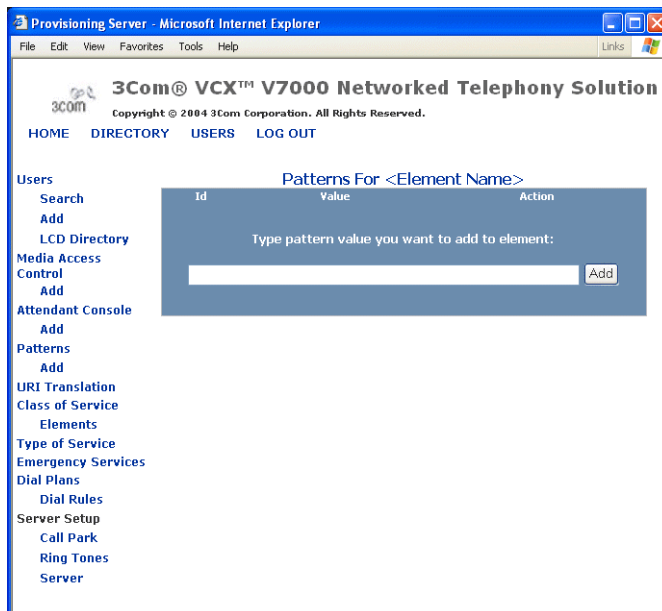 Provisioning Server - Microsoft Internet Explorer
File Edit View Favorites Tools Help Links
3Com® VCX™ V7000 Networked Telephony Solution
3com
Copyright © 2004 3Com Corporation. All Rights Reserved.
HOME DIRECTORY USERS LOG OUT
Users
Search
Add
LCD Directory
Media Access
Control
Add
Attendant Console
Add
Patterns
Add
URI Translation
Class of Service
Elements
Type of Service
Emergency Services
Dial Plans
Dial Rules
Server Setup
Call Park
Ring Tones
Server
Patterns For <Element Name>
Id Value Action
Type pattern value you want to add to element:
Add